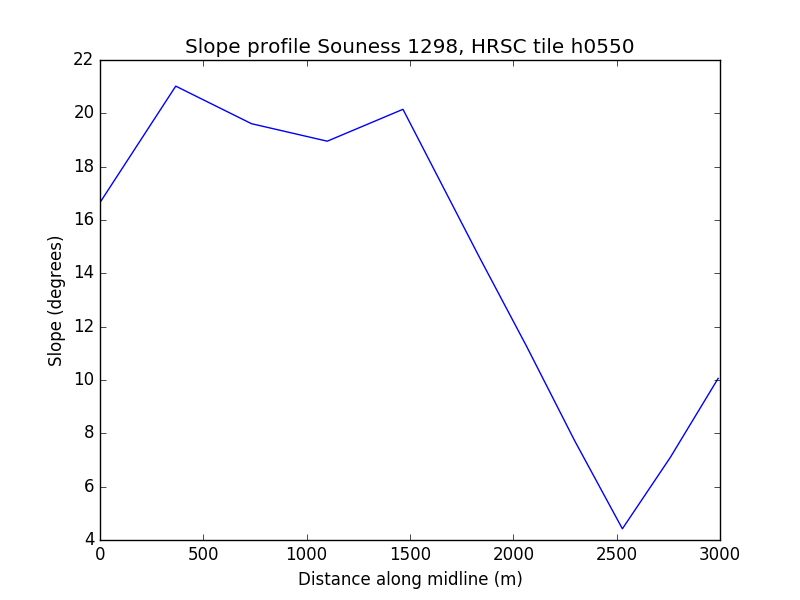 Slope profile Souness 1298, HRSC tile h0550
22
20
18
16
14
12
10
8
6
4
Slope (degrees)
0 500 1000 1500 2000 2500 3000
Distance along midline (m)